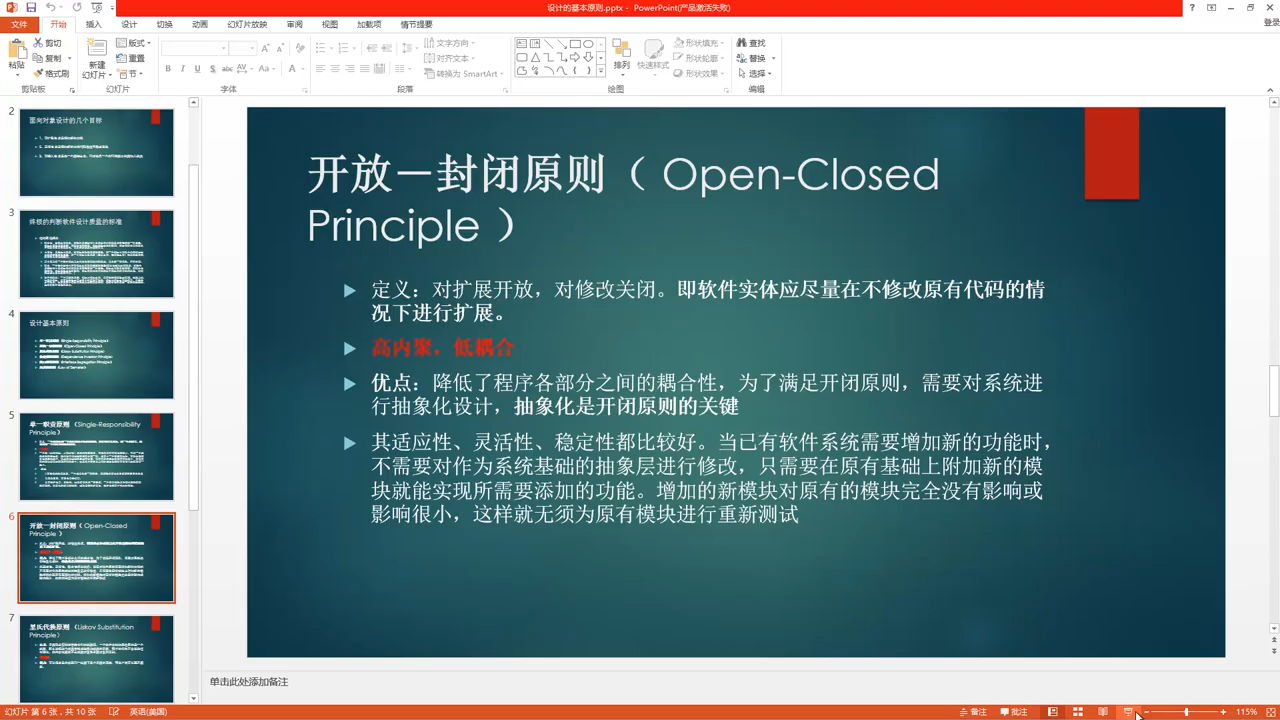 设计的基本原则.pptx - PowerPoint(产品激活失败)
文件 开始 插入 设计 切换 动画 幻灯片放映 审阅 视图 加载项 情节提要
登录
剪切
复制
格式刷
粘贴
新建
幻灯片
版式
重置
节
文字方向
对齐文本
转换为 SmartArt
排列
快速样式
形状填充
形状轮廓
形状效果
查找
替换
选择
剪贴板 幻灯片 字体 段落 绘图 编辑
2
面向对象设计的几个目标
3
终极的判断软件设计质量的标准
4
设计基本原则
5
单一职责原则 (Single-Responsibility
Principle)
6
开放一封闭原则 ( Open-Closed
Principle )
7
里氏代换原则 (Liskov Substitution
Principle)
开放一封闭原则（ Open-Closed
Principle ）
定义：对扩展开放，对修改关闭。即软件实体应尽量在不修改原有代码的情
况下进行扩展。
高内聚，低耦合
优点：降低了程序各部分之间的耦合性，为了满足开闭原则，需要对系统进
行抽象化设计，抽象化是开闭原则的关键
其适应性、灵活性、稳定性都比较好。当已有软件系统需要增加新的功能时，
不需要对作为系统基础的抽象层进行修改，只需要在原有基础上附加新的模
块就能实现所需要添加的功能。增加的新模块对原有的模块完全没有影响或
影响很小，这样就无须为原有模块进行重新测试
单击此处添加备注
幻灯片 第 6 张，共 10 张 英语(美国) 备注 批注 115%